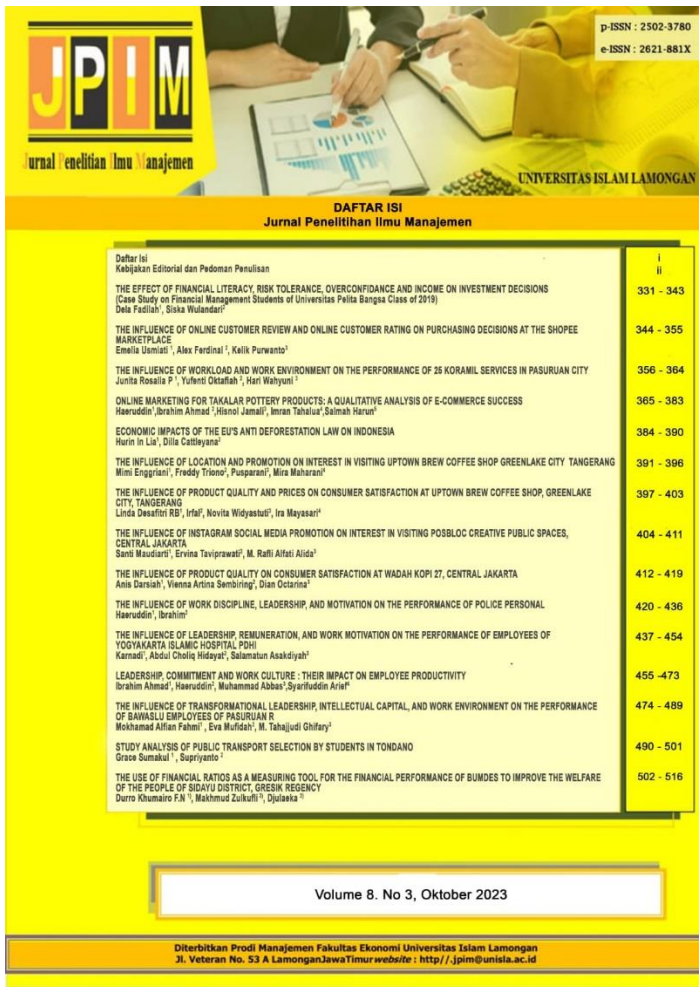 p-ISSN : 2502-3780
e-ISSN : 2621-881X
JPIM
Jurnal Penelitian Ilmu Manajemen
UNIVERSITAS ISLAM LAMONGAN
DAFTAR ISI
Jurnal Penelitihan Ilmu Manajemen
Daftar Isi i
Kebijakan Editorial dan Pedoman Penulisan ii
THE EFFECT OF FINANCIAL LITERACY, RISK TOLERANCE, OVERCONFIDANCE AND INCOME ON INVESTMENT DECISIONS 331 - 343
(Case Study on Financial Management Students of Universitas Pelita Bangsa Class of 2019)
Dela Fadilah¹, Siska Wulandari²
THE INFLUENCE OF ONLINE CUSTOMER REVIEW AND ONLINE CUSTOMER RATING ON PURCHASING DECISIONS AT THE SHOPEE 344 - 355
MARKETPLACE
Emelia Usmiati ¹, Alex Ferdinal ², Kelik Purwanto³
THE INFLUENCE OF WORKLOAD AND WORK ENVIRONMENT ON THE PERFORMANCE OF 25 KORAMIL SERVICES IN PASURUAN CITY 356 - 364
Junita Rosalia P ¹, Yufenti Oktafiah ², Hari Wahyuni ³
ONLINE MARKETING FOR TAKALAR POTTERY PRODUCTS: A QUALITATIVE ANALYSIS OF E-COMMERCE SUCCESS 365 - 383
Haeruddin¹,Ibrahim Ahmad ²,Hisnol Jamali³, Imran Tahalua⁴,Salmah Harun⁵
ECONOMIC IMPACTS OF THE EU'S ANTI DEFORESTATION LAW ON INDONESIA 384 - 390
Hurin In Lia¹, Dilla Cattleyana²
THE INFLUENCE OF LOCATION AND PROMOTION ON INTEREST IN VISITING UPTOWN BREW COFFEE SHOP GREENLAKE CITY TANGERANG 391 - 396
Mimi Enggriani¹, Freddy Triono², Pusparani³, Mira Maharani⁴
THE INFLUENCE OF PRODUCT QUALITY AND PRICES ON CONSUMER SATISFACTION AT UPTOWN BREW COFFEE SHOP, GREENLAKE 397 - 403
CITY, TANGERANG
Linda Desafitri RB¹, Irfal², Novita Widyastuti³, Ira Mayasari⁴
THE INFLUENCE OF INSTAGRAM SOCIAL MEDIA PROMOTION ON INTEREST IN VISITING POSBLOC CREATIVE PUBLIC SPACES, 404 - 411
CENTRAL JAKARTA
Santi Maudiarti¹, Ervina Taviprawati², M. Rafli Alfati Alida³
THE INFLUENCE OF PRODUCT QUALITY ON CONSUMER SATISFACTION AT WADAH KOPI 27, CENTRAL JAKARTA 412 - 419
Anis Darsiah¹, Vienna Artina Sembiring², Dian Octarina³
THE INFLUENCE OF WORK DISCIPLINE, LEADERSHIP, AND MOTIVATION ON THE PERFORMANCE OF POLICE PERSONAL 420 - 436
Haeruddin¹, Ibrahim²
THE INFLUENCE OF LEADERSHIP, REMUNERATION, AND WORK MOTIVATION ON THE PERFORMANCE OF EMPLOYEES OF 437 - 454
YOGYAKARTA ISLAMIC HOSPITAL PDHI
Karnadi¹, Abdul Choliq Hidayat², Salamatun Asakdiyah³
LEADERSHIP, COMMITMENT AND WORK CULTURE : THEIR IMPACT ON EMPLOYEE PRODUCTIVITY 455 -473
Ibrahim Ahmad¹, Haeruddin², Muhammad Abbas³,Syarifuddin Arief⁴
THE INFLUENCE OF TRANSFORMATIONAL LEADERSHIP, INTELLECTUAL CAPITAL, AND WORK ENVIRONMENT ON THE PERFORMANCE 474 - 489
OF BAWASLU EMPLOYEES OF PASURUAN R
Mokhamad Alfian Fahmi¹ , Eva Mufidah², M. Tahajjudi Ghifary³
STUDY ANALYSIS OF PUBLIC TRANSPORT SELECTION BY STUDENTS IN TONDANO 490 - 501
Grace Sumakul ¹ , Supriyanto ²
THE USE OF FINANCIAL RATIOS AS A MEASURING TOOL FOR THE FINANCIAL PERFORMANCE OF BUMDES TO IMPROVE THE WELFARE 502 - 516
OF THE PEOPLE OF SIDAYU DISTRICT, GRESIK REGENCY
Durro Khumairo F.N ¹⁾, Makhmud Zulkufli ²⁾, Djulaeka ³⁾
Volume 8. No 3, Oktober 2023
Diterbitkan Prodi Manajemen Fakultas Ekonomi Universitas Islam Lamongan
Jl. Veteran No. 53 A LamonganJawaTimurwebsite : http//.jpim@unisla.ac.id